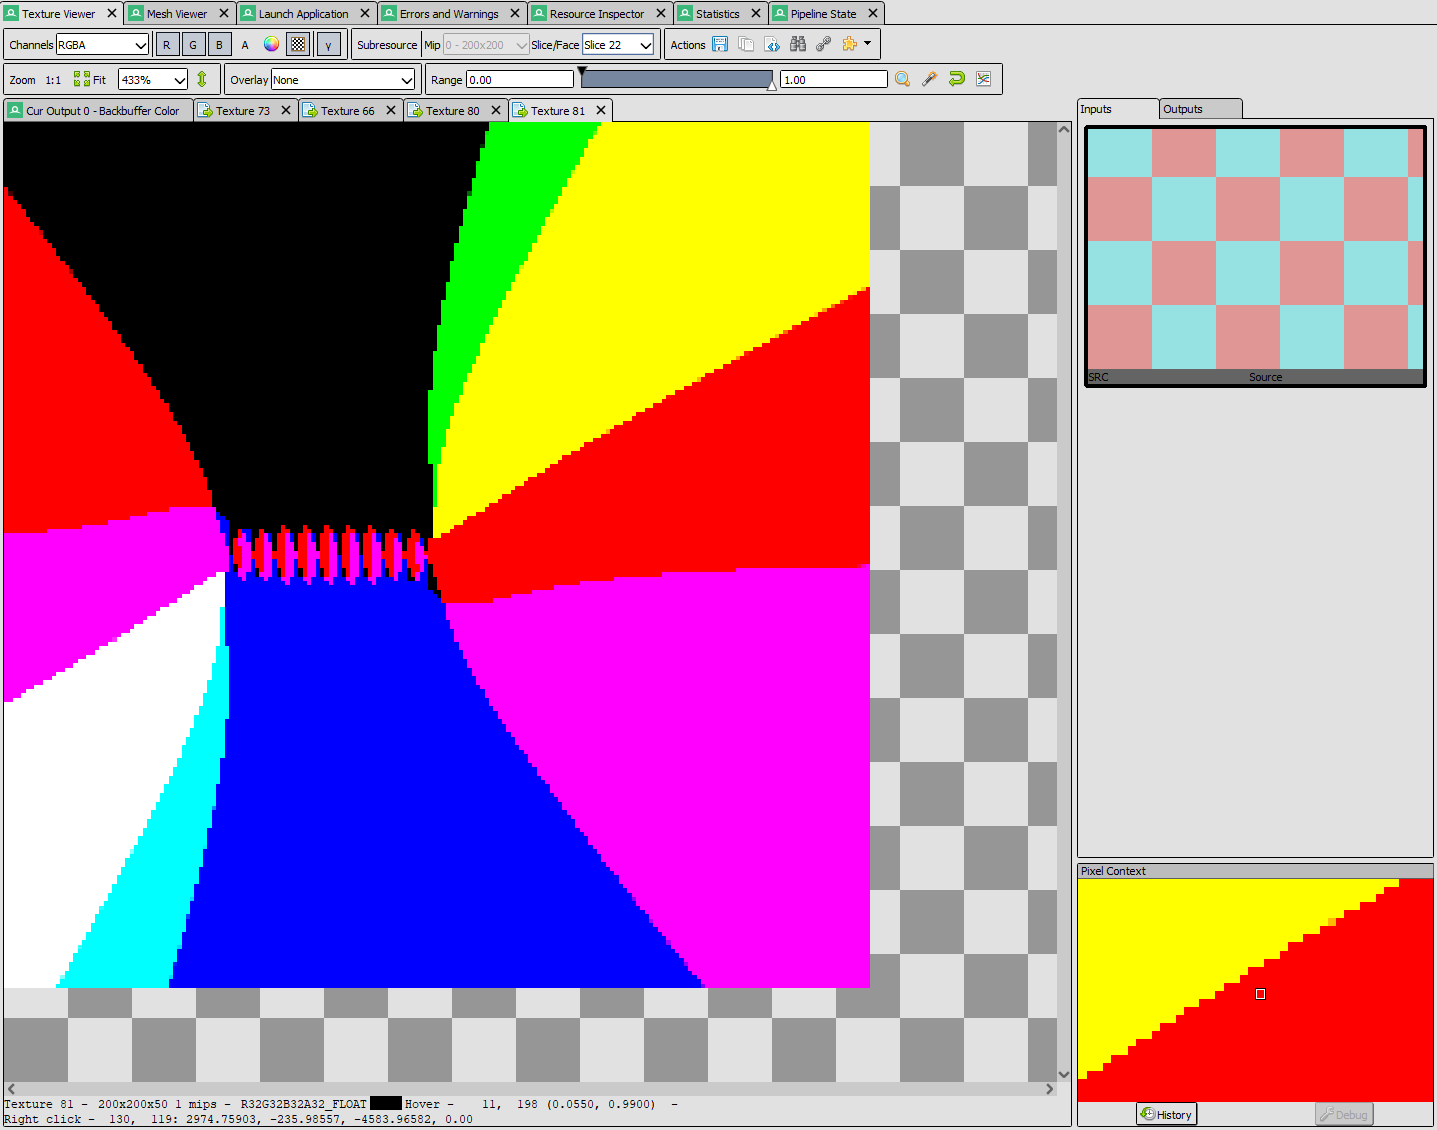 Texture Viewer Mesh Viewer Launch Application Errors and Warnings Resource Inspector Statistics Pipeline State
Channels RGBA R G B A γ Subresource Mip 0 - 200x200 Slice/Face Slice 22 Actions
Zoom 1:1 Fit 433% Overlay None Range 0.00 1.00
Cur Output 0 - Backbuffer Color Texture 73 Texture 66 Texture 80 Texture 81
Inputs Outputs
SRC Source
Pixel Context
History Debug
Texture 81 - 200x200x50 1 mips - R32G32B32A32_FLOAT Hover - 11, 198 (0.0550, 0.9900) -
Right click - 130, 119: 2974.75903, -235.98557, -4583.96582, 0.00